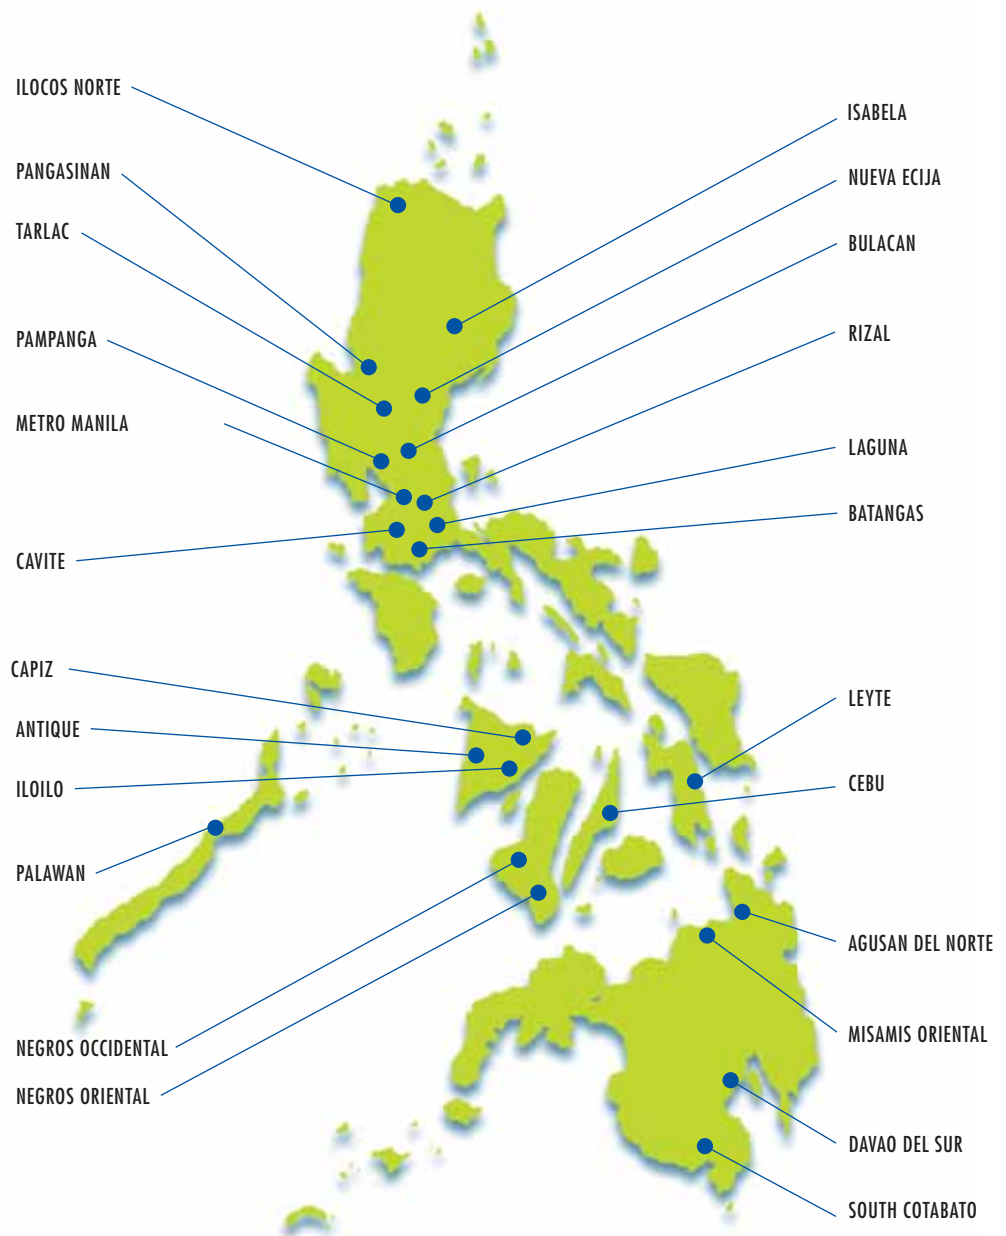 ILOCOS NORTE
PANGASINAN
TARLAC
PAMPANGA
METRO MANILA
CAVITE
CAPIZ
ANTIQUE
ILOILO
PALAWAN
NEGROS OCCIDENTAL
NEGROS ORIENTAL
ISABELA
NUEVA ECIJA
BULACAN
RIZAL
LAGUNA
BATANGAS
LEYTE
CEBU
AGUSAN DEL NORTE
MISAMIS ORIENTAL
DAVAO DEL SUR
SOUTH COTABATO